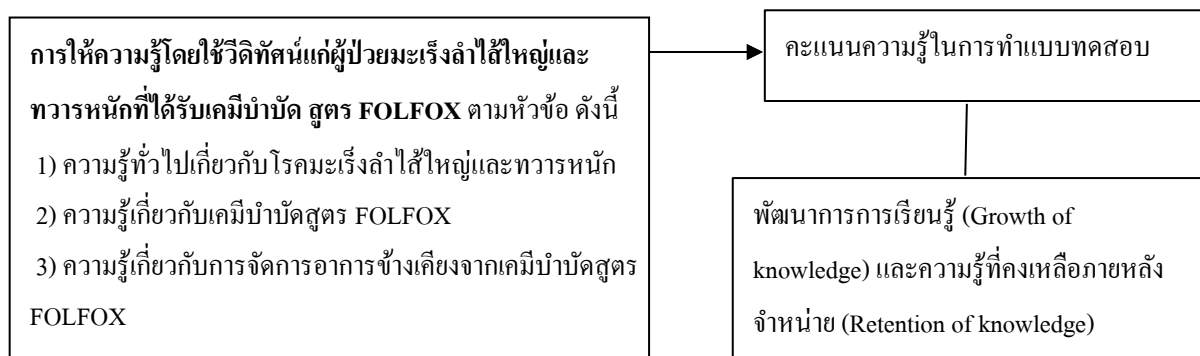 การให้ความรู้โดยใช้วีดิทัศน์แก่ผู้ป่วยมะเร็งลำไส้ใหญ่และ
ทวารหนักที่ได้รับเคมีบำบัด สูตร FOLFOX ตามหัวข้อ ดังนี้
1) ความรู้ทั่วไปเกี่ยวกับโรคมะเร็งลำไส้ใหญ่และทวารหนัก
2) ความรู้เกี่ยวกับเคมีบำบัดสูตร FOLFOX
3) ความรู้เกี่ยวกับการจัดการอาการข้างเคียงจากเคมีบำบัดสูตร
FOLFOX
คะแนนความรู้ในการทำแบบทดสอบ
พัฒนาการการเรียนรู้ (Growth of
knowledge) และความรู้ที่คงเหลือภายหลัง
จำหน่าย (Retention of knowledge)